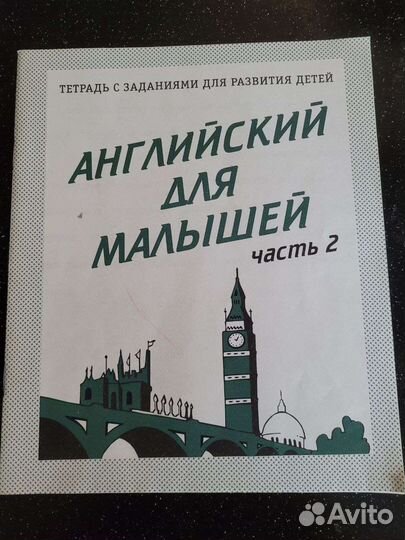 ТЕТРАДЬ С ЗАДАНИЯМИ ДЛЯ РАЗВИТИЯ ДЕТЕЙ
АНГЛИЙСКИЙ
ДЛЯ
МАЛЫШЕЙ
часть 2
Avito